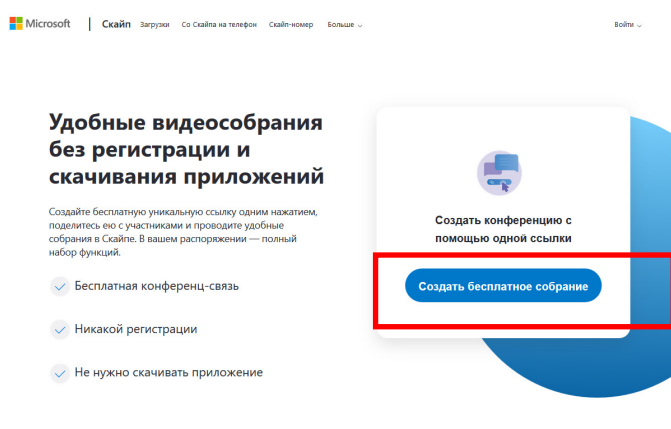 Microsoft Скайп Загрузки Со Скайпа на телефон Скайп-номер Больше Войти
Удобные видеособрания
без регистрации и
скачивания приложений
Создайте бесплатную уникальную ссылку одним нажатием,
поделитесь ею с участниками и проводите удобные
собрания в Скайпе. В вашем распоряжении — полный
набор функций.
Бесплатная конференц-связь
Никакой регистрации
Не нужно скачивать приложение
Создать конференцию с
помощью одной ссылки
Создать бесплатное собрание